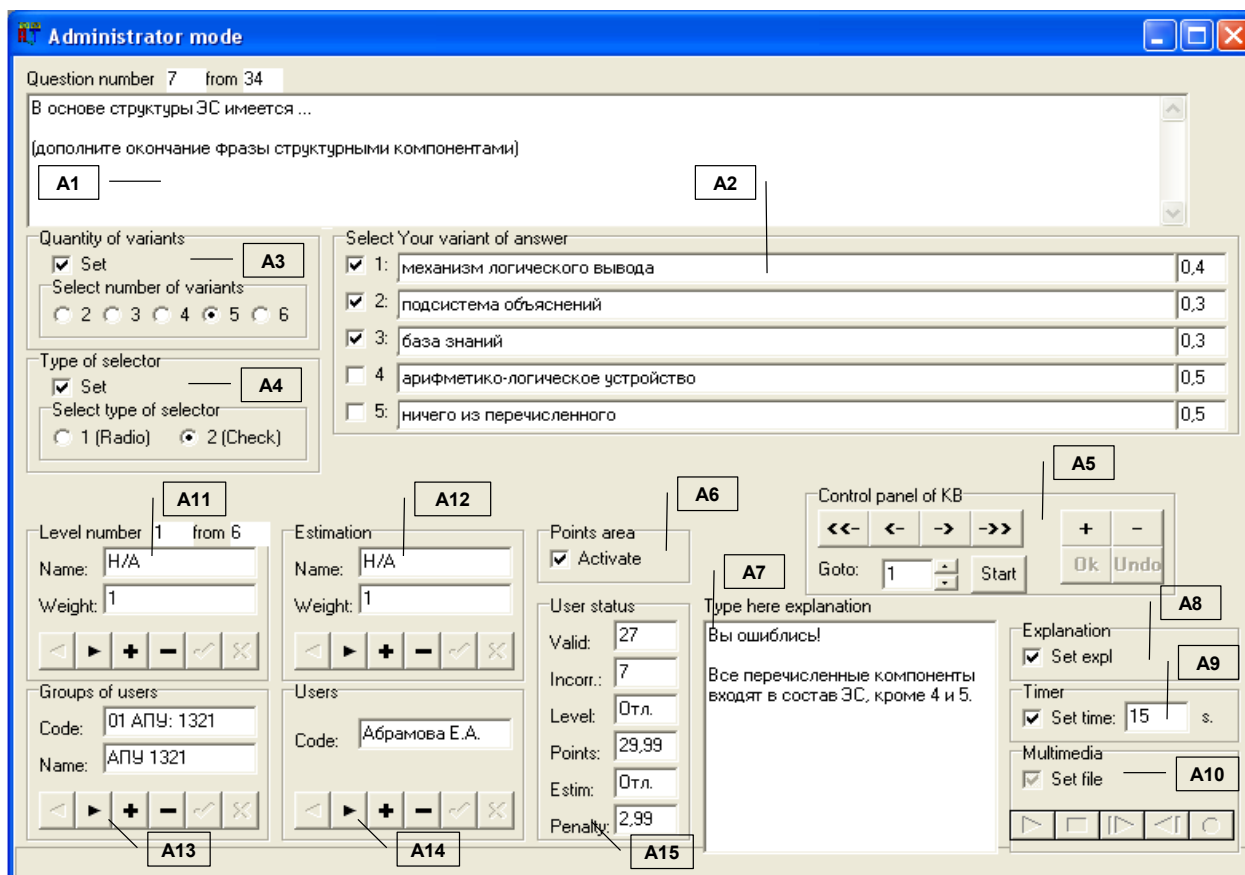 Administrator mode
Question number 7 from 34
В основе структуры ЭС имеется ...
(дополните окончание фразы структурными компонентами)
A1
A2
Quantity of variants
Set
A3
Select number of variants
2 3 4 5 6
Type of selector
Set
A4
Select type of selector
1 (Radio) 2 (Check)
Select Your variant of answer
1: механизм логического вывода 0,4
2: подсистема объяснений 0,3
3: база знаний 0,3
4 арифметико-логическое устройство 0,5
5: ничего из перечисленного 0,5
A11
Level number 1 from 6
Name: Н/А
Weight: 1
A12
Estimation
Name: Н/А
Weight: 1
A6
Points area
Activate
A5
Control panel of KB
<<- <- -> ->>
+ -
Goto: 1 Start
Ok Undo
Groups of users
Code: 01 АПУ: 1321
Name: АПУ 1321
A13
Users
Code: Абрамова Е.А.
A14
User status
Valid: 27
Incorr.: 7
Level: Отл.
Points: 29,99
Estim: Отл.
Penalty: 2,99
A15
A7
Type here explanation
Вы ошиблись!
Все перечисленные компоненты
входят в состав ЭС, кроме 4 и 5.
A8
Explanation
Set expl
A9
Timer
Set time: 15 s.
Multimedia
Set file
A10